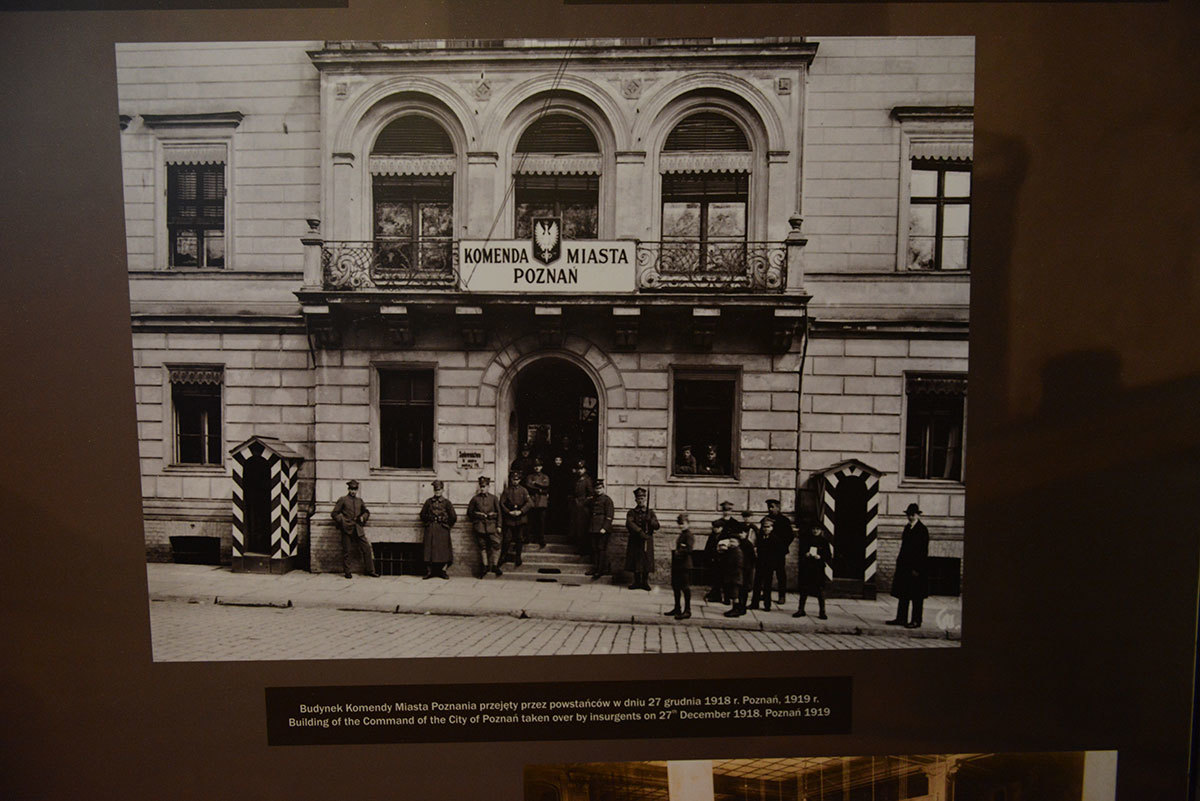 KOMENDA MIASTA
POZNAŃ
Budynek Komendy Miasta Poznania przejęty przez powstańców w dniu 27 grudnia 1918 r. Poznań, 1919 r.
Building of the Command of the City of Poznań taken over by insurgents on 27th December 1918. Poznań 1919